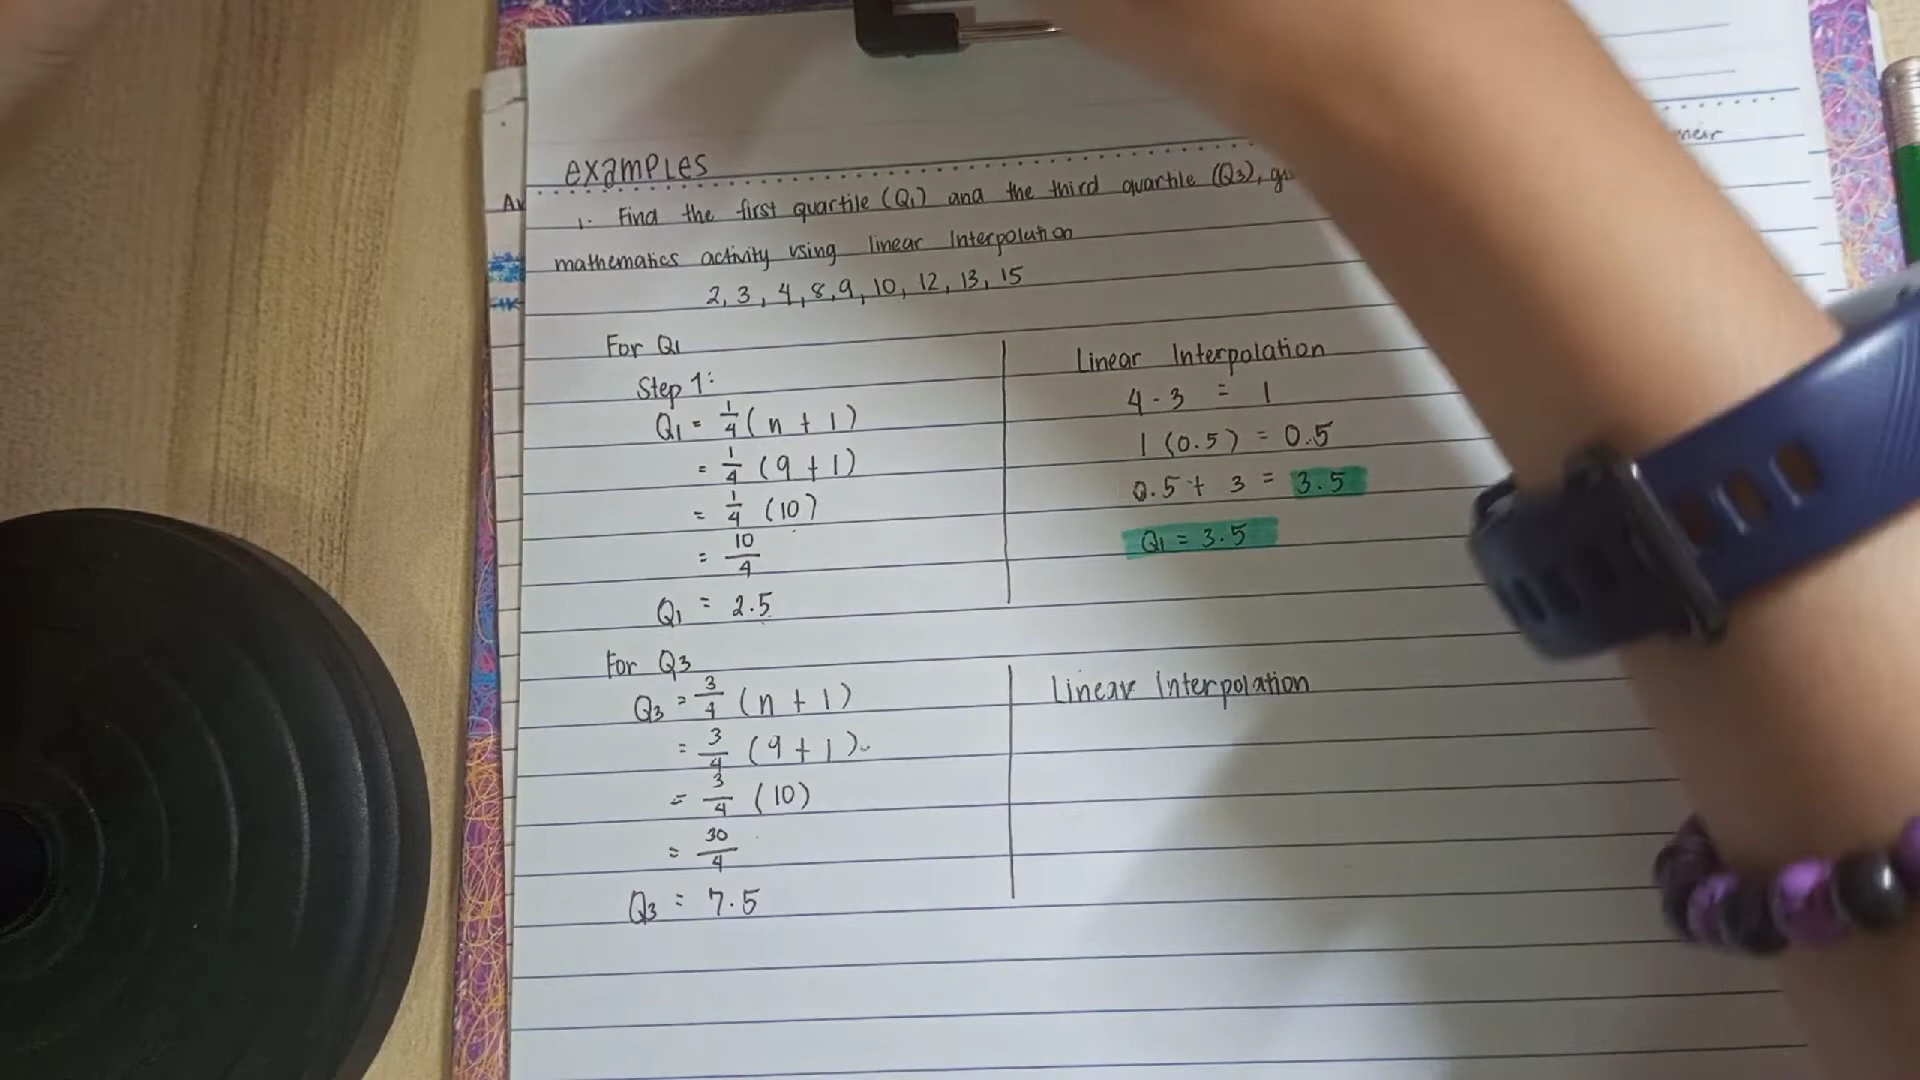 examples
1. Find the first quartile (Q1) and the third quartile (Q3),
mathematics activity using linear Interpolation
2, 3, 4, 8, 9, 10, 12, 13, 15
For Q1
Step 1:
Q1 = 1/4 (n + 1)
= 1/4 (9 + 1)
= 1/4 (10)
= 10/4
Q1 = 2.5
Linear Interpolation
4 - 3 = 1
1 (0.5) = 0.5
0.5 + 3 = 3.5
Q1 = 3.5
For Q3
Q3 = 3/4 (n + 1)
= 3/4 (9 + 1)
= 3/4 (10)
= 30/4
Q3 = 7.5
Linear Interpolation